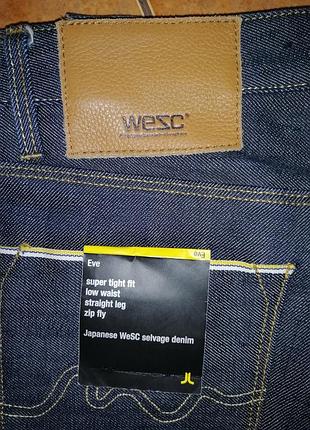 WeSC
Eve
Eve
super tight fit
low waist
straight leg
zip fly
Japanese WeSC selvage denim